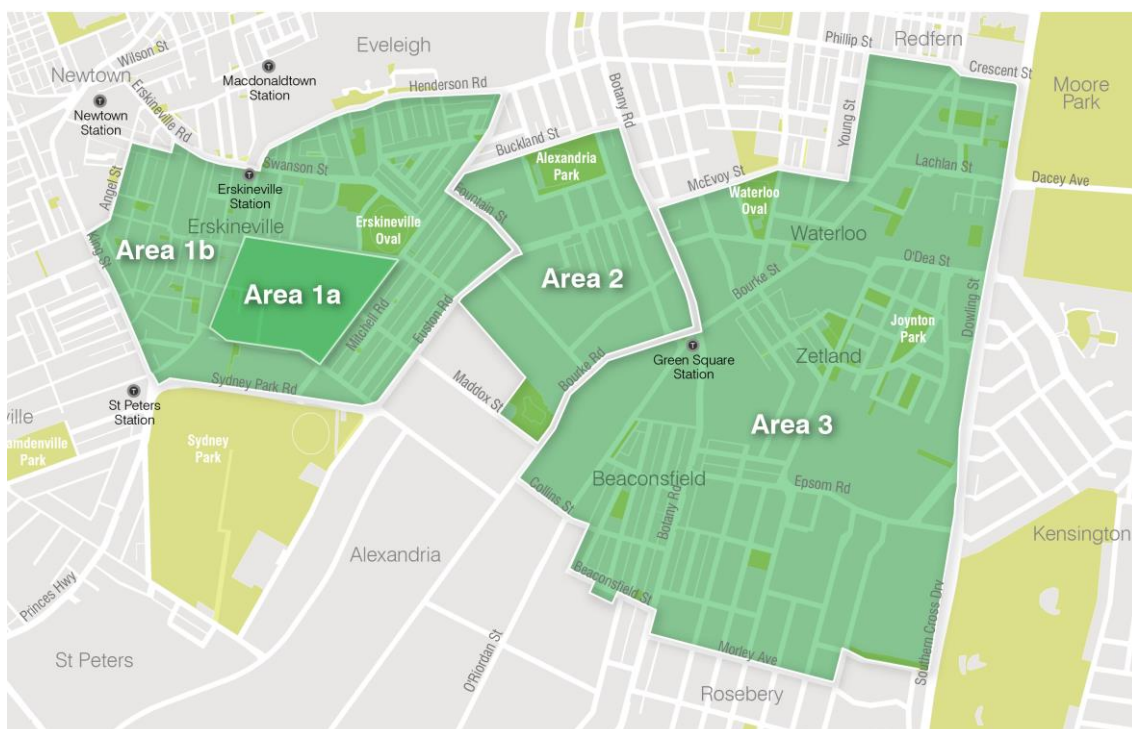 Phillip St
Redfern
Crescent St
Eveleigh
Wilson St
Newtown
Macdonaldtown
Station
Moore
Park
Henderson Rd
Botany Rd
Newtown
Station
Erskineville Rd
Young St
Buckland St
Swanson St
Alexandria
Park
Lachlan St
McEvoy St
Dacey Ave
Angel St
Erskineville
Station
Fountain St
Waterloo
Oval
Erskineville
Erskineville
Oval
Waterloo
King St
Area 1b
O'Dea St
Area 2
Bourke St
Area 1a
Dowling St
Mitchell Rd
Euston Rd
Joynton
Park
Bourke Rd
Green Square
Station
Zetland
Sydney Park Rd
Maddox St
St Peters
Station
ville
amdenville
Park
Sydney
Park
Area 3
Beaconsfield
Epsom Rd
Collins St
Botany Rd
Kensington
Alexandria
Princes Hwy
Beaconsfield St
Southern Cross Drv
St Peters
O'Riordan St
Morley Ave
Rosebery